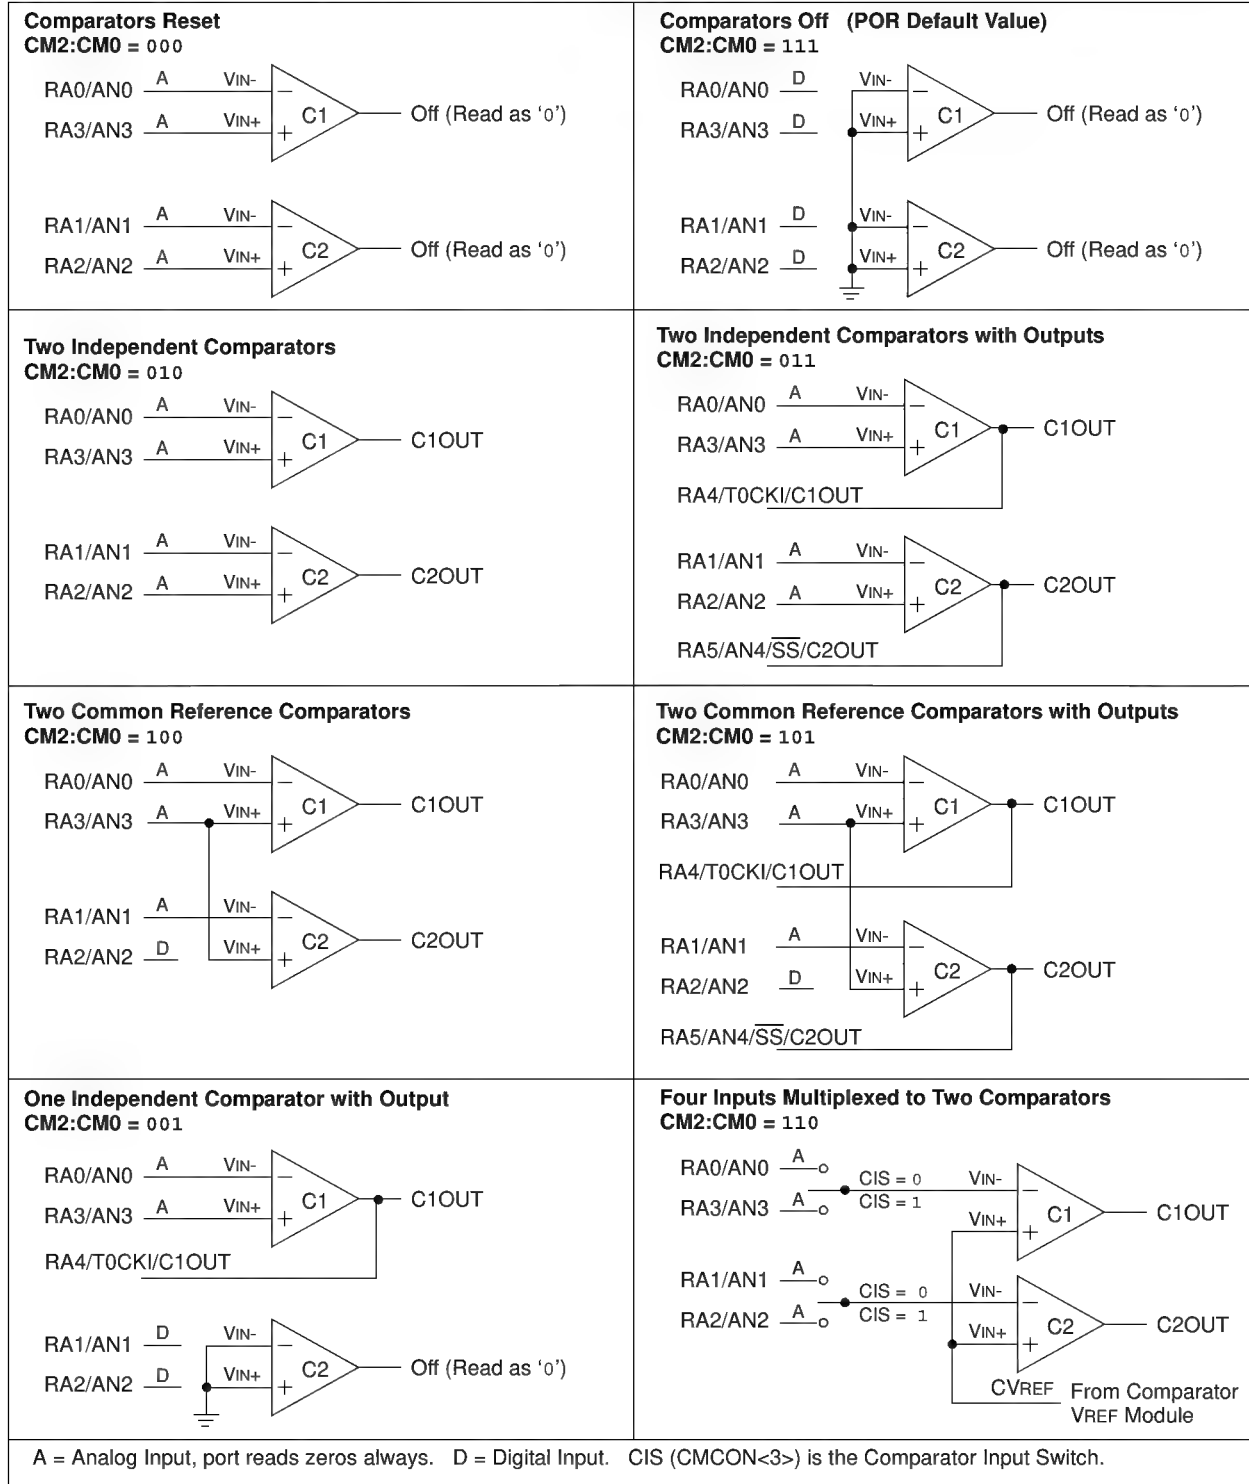 Comparators Reset
CM2:CM0 = 000
RA0/AN0 A VIN-
RA3/AN3 A VIN+
C1
Off (Read as '0')
RA1/AN1 A VIN-
RA2/AN2 A VIN+
C2
Off (Read as '0')
Comparators Off (POR Default Value)
CM2:CM0 = 111
RA0/AN0 D VIN-
RA3/AN3 D VIN+
C1
Off (Read as '0')
RA1/AN1 D VIN-
RA2/AN2 D VIN+
C2
Off (Read as '0')
Two Independent Comparators
CM2:CM0 = 010
RA0/AN0 A VIN-
RA3/AN3 A VIN+
C1
C1OUT
RA1/AN1 A VIN-
RA2/AN2 A VIN+
C2
C2OUT
Two Independent Comparators with Outputs
CM2:CM0 = 011
RA0/AN0 A VIN-
RA3/AN3 A VIN+
C1
C1OUT
RA4/T0CKI/C1OUT
RA1/AN1 A VIN-
RA2/AN2 A VIN+
C2
C2OUT
RA5/AN4/S̅S̅/C2OUT
Two Common Reference Comparators
CM2:CM0 = 100
RA0/AN0 A VIN-
RA3/AN3 A VIN+
C1
C1OUT
RA1/AN1 A VIN-
RA2/AN2 D VIN+
C2
C2OUT
Two Common Reference Comparators with Outputs
CM2:CM0 = 101
RA0/AN0 A VIN-
RA3/AN3 A VIN+
C1
C1OUT
RA4/T0CKI/C1OUT
RA1/AN1 A VIN-
RA2/AN2 D VIN+
C2
C2OUT
RA5/AN4/S̅S̅/C2OUT
One Independent Comparator with Output
CM2:CM0 = 001
RA0/AN0 A VIN-
RA3/AN3 A VIN+
C1
C1OUT
RA4/T0CKI/C1OUT
RA1/AN1 D VIN-
RA2/AN2 D VIN+
C2
Off (Read as '0')
Four Inputs Multiplexed to Two Comparators
CM2:CM0 = 110
RA0/AN0 A CIS = 0 VIN-
RA3/AN3 A CIS = 1 VIN+
C1
C1OUT
RA1/AN1 A CIS = 0 VIN-
RA2/AN2 A CIS = 1 VIN+
C2
C2OUT
CVREF From Comparator
VREF Module
A = Analog Input, port reads zeros always. D = Digital Input. CIS (CMCON<3>) is the Comparator Input Switch.